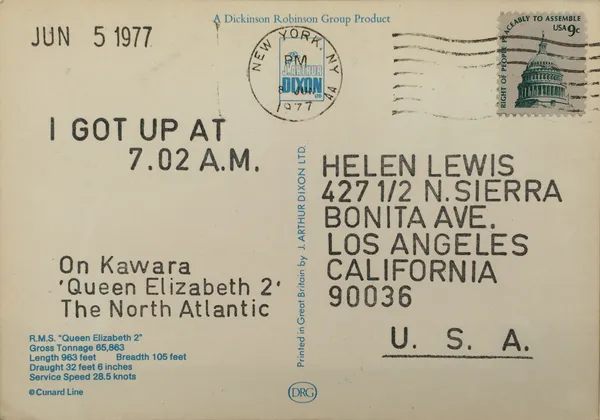 A Dickinson Robinson Group Product
JUN 5 1977
NEW YORK, NY
PM
1977
AA
J. ARTHUR
DIXON
RIGHT OF PEOPLE PEACEABLY TO ASSEMBLE
USA 9c
I GOT UP AT
7.02 A.M.
On Kawara
'Queen Elizabeth 2'
The North Atlantic
R.M.S. "Queen Elizabeth 2"
Gross Tonnage 65,863
Length 963 feet Breadth 105 feet
Draught 32 feet 6 inches
Service Speed 28.5 knots
© Cunard Line
Printed in Great Britain by J. ARTHUR DIXON LTD.
HELEN LEWIS
427 1/2 N. SIERRA
BONITA AVE.
LOS ANGELES
CALIFORNIA
90036
U. S. A.
DRG